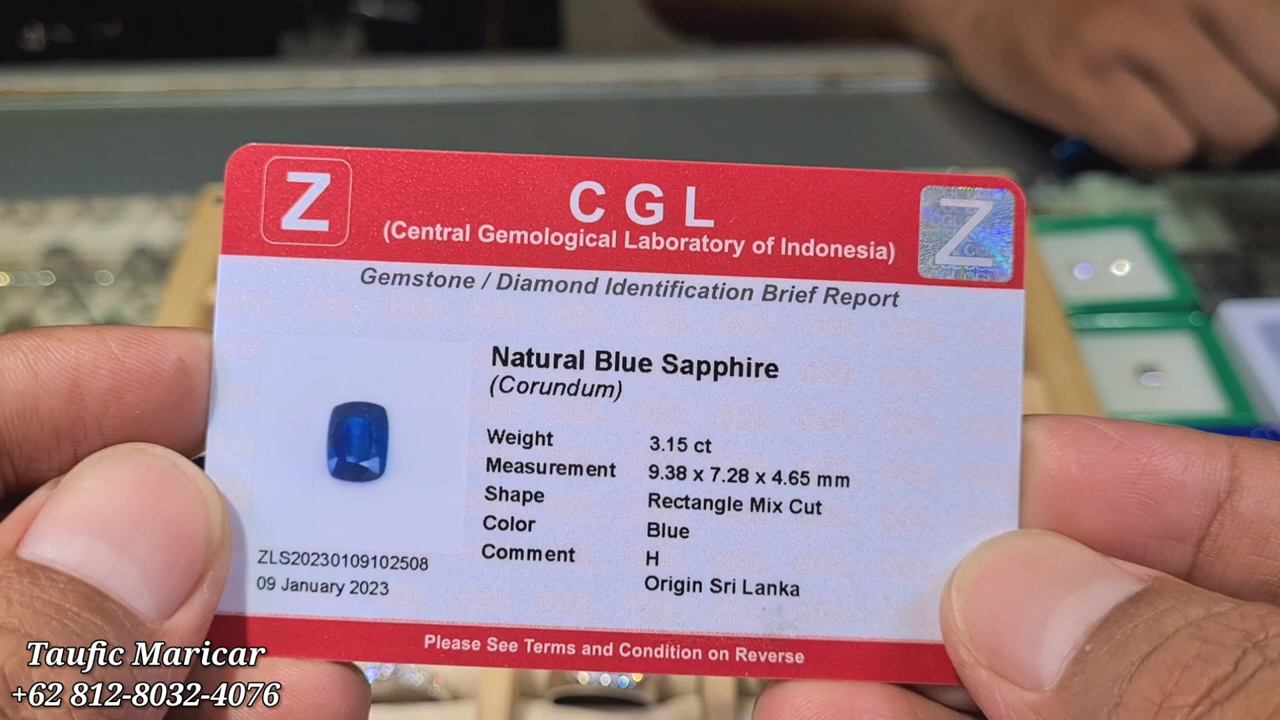 Z
C G L
Z
(Central Gemological Laboratory of Indonesia)
Gemstone / Diamond Identification Brief Report
Natural Blue Sapphire
(Corundum)
Weight 3.15 ct
Measurement 9.38 x 7.28 x 4.65 mm
Shape Rectangle Mix Cut
Color Blue
Comment H
Origin Sri Lanka
ZLS20230109102508
09 January 2023
Please See Terms and Condition on Reverse
Taufic Maricar
+62 812-8032-4076